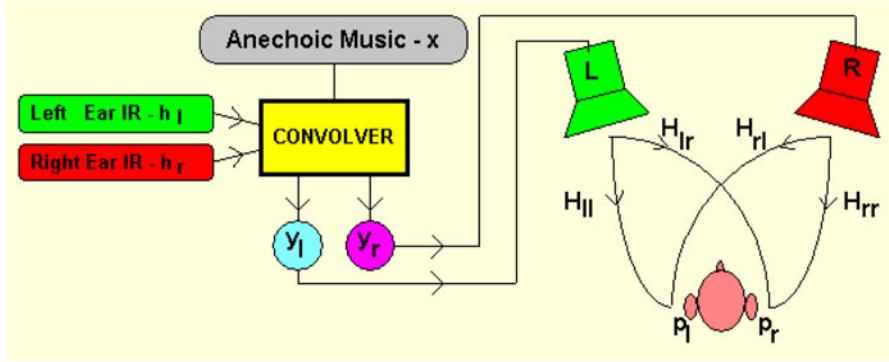 Anechoic Music - x
Left Ear IR - h l
Right Ear IR - h r
CONVOLVER
y l
y r
L
R
H lr
H rl
H ll
H rr
p l
p r